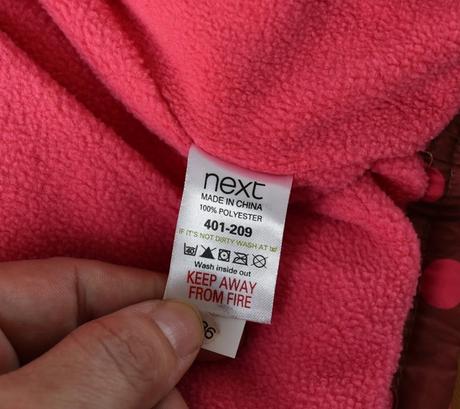 next
MADE IN CHINA
100% POLYESTER
401-209
IF IT'S NOT DIRTY WASH AT
Wash inside out
KEEP AWAY
FROM FIRE